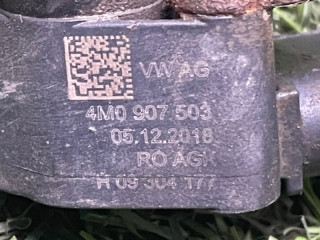 VW AG
4M0 907 503
05.12.2018
RO AGK
H 09 304 177